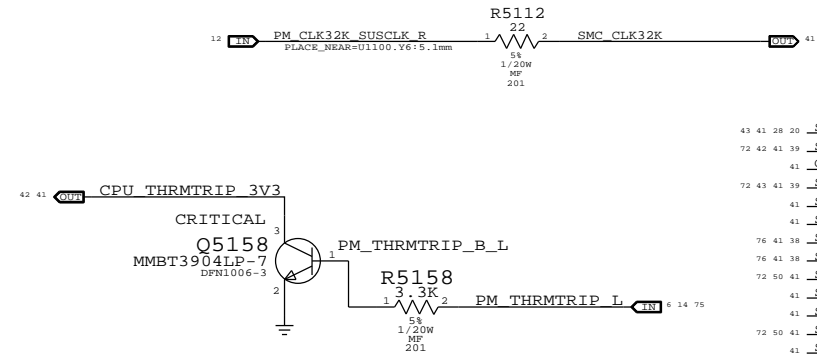 R5112
22
12 IN PM_CLK32K_SUSCLK_R 1 2 SMC_CLK32K OUT 41
PLACE_NEAR=U1100.Y6:5.1mm
5%
1/20W
MF
201
43 41 28 20
72 42 41 39
41
72 43 41 39
41
41
76 41 38
76 41 38
72 50 41
41
41
72 50 41
41
42 41 OUT CPU_THRMTRIP_3V3
CRITICAL
3
Q5158
MMBT3904LP-7
DFN1006-3
1
PM_THRMTRIP_B_L
2
R5158
3.3K
1 2 PM_THRMTRIP_L IN 6 14 75
5%
1/20W
MF
201